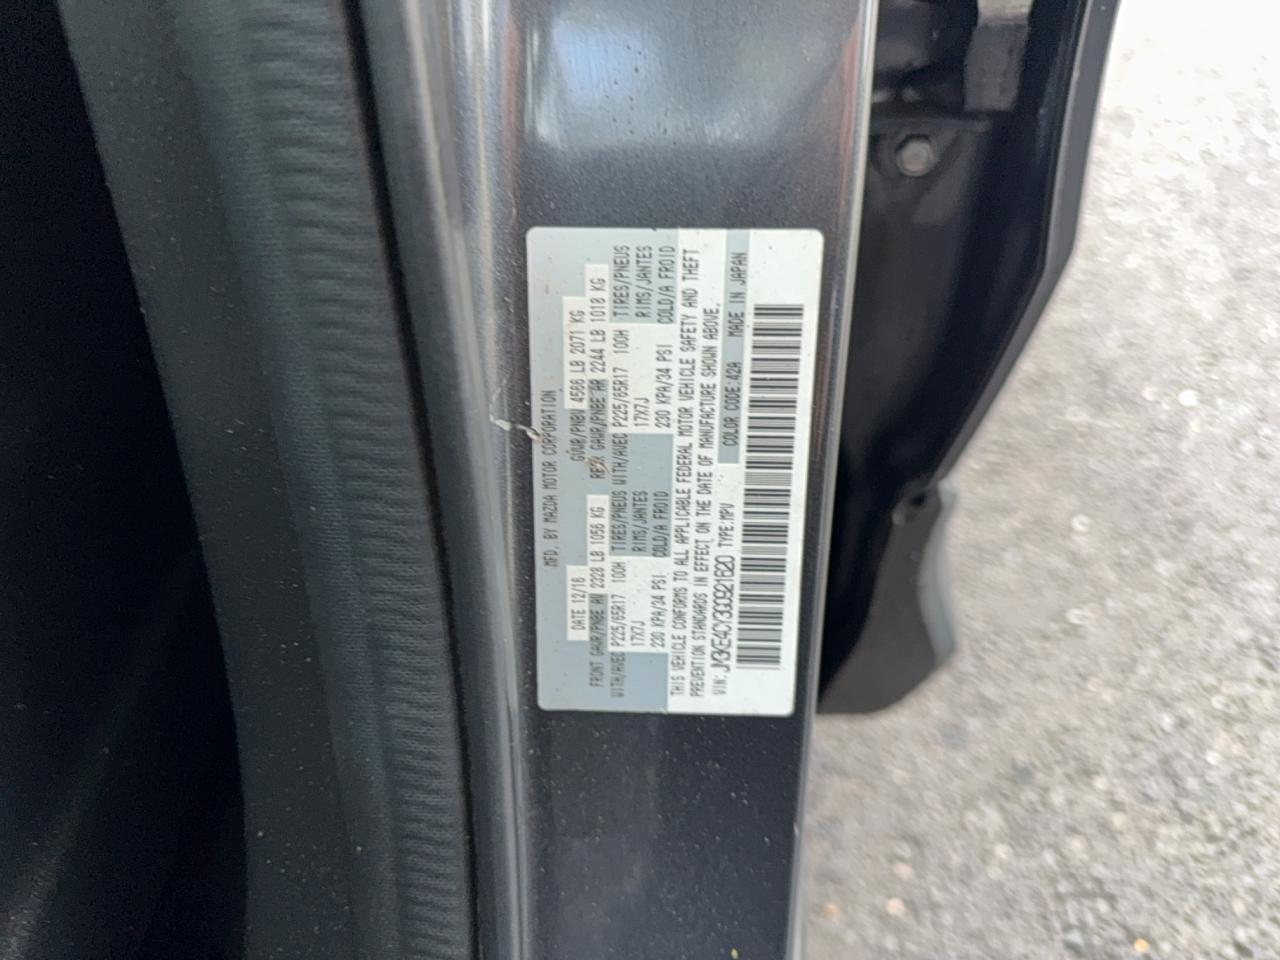 MFD. BY MAZDA MOTOR CORPORATION
DATE 12/16 GVWR/PNBV 4566 LB 2071 KG
FRONT GAWR/PNBE AV 2328 LB 1056 KG REAR GAWR/PNBE AR 2244 LB 1018 KG
WITH/AVEC P225/65R17 100H TIRES/PNEUS WITH/AVEC P225/65R17 100H TIRES/PNEUS
17X7J RIMS/JANTES 17X7J RIMS/JANTES
230 KPA/34 PSI COLD/A FROID 230 KPA/34 PSI COLD/A FROID
THIS VEHICLE CONFORMS TO ALL APPLICABLE FEDERAL MOTOR VEHICLE SAFETY AND THEFT
PREVENTION STANDARDS IN EFFECT ON THE DATE OF MANUFACTURE SHOWN ABOVE.
VIN: TYPE:MPV COLOR CODE:42A MADE IN JAPAN